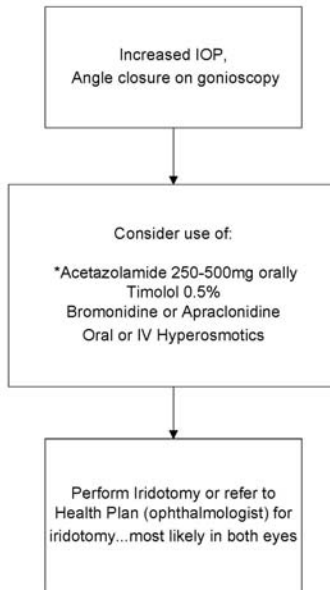 Increased IOP,
Angle closure on gonioscopy
Consider use of:
*Acetazolamide 250-500mg orally
Timolol 0.5%
Bromonidine or Apraclonidine
Oral or IV Hyperosmotics
Perform Iridotomy or refer to
Health Plan (ophthalmologist) for
iridotomy...most likely in both eyes